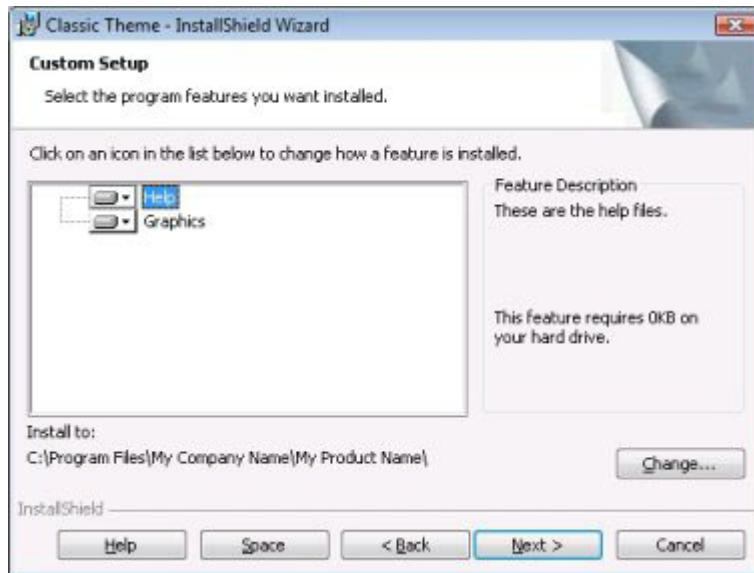 Classic Theme - InstallShield Wizard
Custom Setup
Select the program features you want installed.
Click on an icon in the list below to change how a feature is installed.
Help
Graphics
Feature Description
These are the help files.
This feature requires 0KB on
your hard drive.
Install to:
C:\Program Files\My Company Name\My Product Name\
Change...
InstallShield
Help
Space
< Back
Next >
Cancel